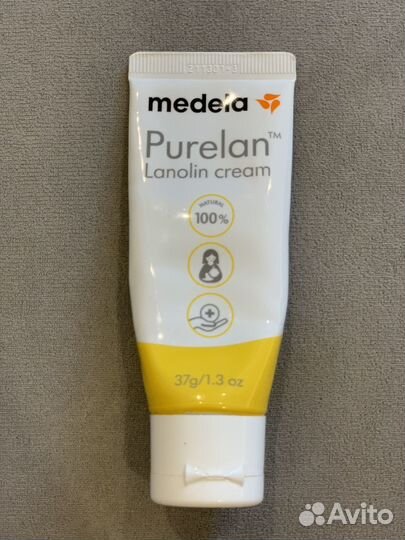 medela
Purelan™
Lanolin cream
NATURAL
100%
37g/1.3 oz
Avito